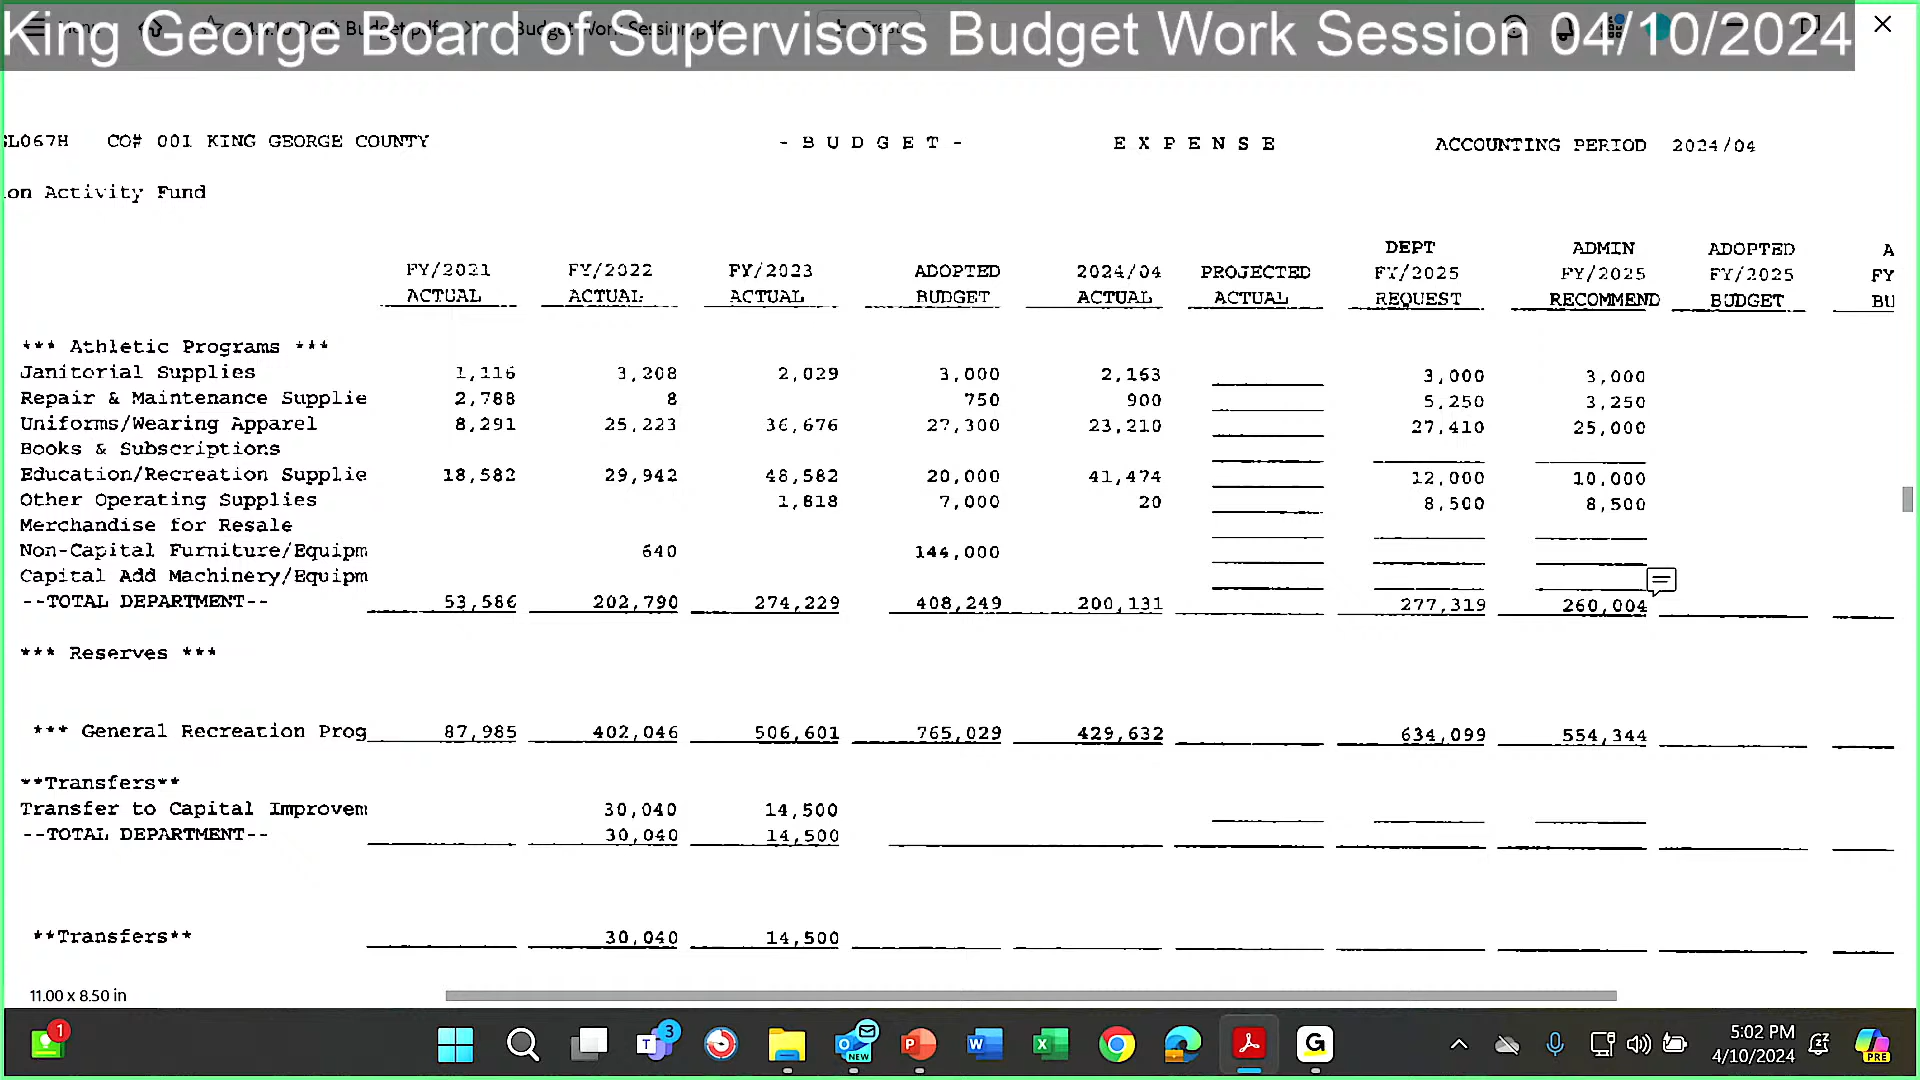 King George Board of Supervisors Budget Work Session 04/10/2024
GL067H CO# 001 KING GEORGE COUNTY - B U D G E T - E X P E N S E ACCOUNTING PERIOD 2024/04
on Activity Fund
DEPT ADMIN ADOPTED A
FY/2021 FY/2022 FY/2023 ADOPTED 2024/04 PROJECTED FY/2025 FY/2025 FY/2025 FY
ACTUAL ACTUAL ACTUAL BUDGET ACTUAL ACTUAL REQUEST RECOMMEND BUDGET BU
*** Athletic Programs ***
Janitorial Supplies 1,116 3,208 2,029 3,000 2,163 3,000 3,000
Repair & Maintenance Supplie 2,788 8 750 900 5,250 3,250
Uniforms/Wearing Apparel 8,291 25,223 36,676 27,300 23,210 27,410 25,000
Books & Subscriptions
Education/Recreation Supplie 18,582 29,942 48,582 20,000 41,474 12,000 10,000
Other Operating Supplies 1,818 7,000 20 8,500 8,500
Merchandise for Resale
Non-Capital Furniture/Equipm 640 144,000
Capital Add Machinery/Equipm
--TOTAL DEPARTMENT-- 53,586 202,790 274,229 408,249 200,131 277,319 260,004
*** Reserves ***
*** General Recreation Prog 87,985 402,046 506,601 765,029 429,632 634,099 554,344
**Transfers**
Transfer to Capital Improvem 30,040 14,500
--TOTAL DEPARTMENT-- 30,040 14,500
**Transfers** 30,040 14,500
11.00 x 8.50 in
1 3 NEW PRE
5:02 PM
4/10/2024